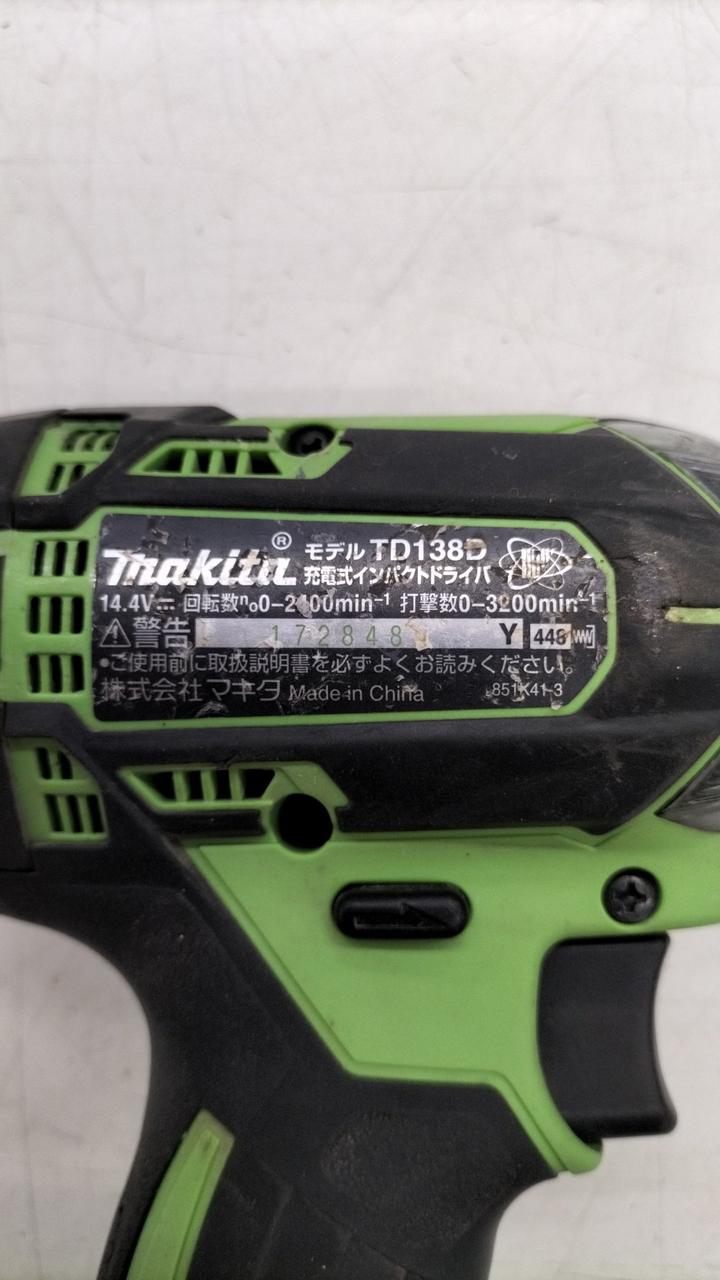 makita® モデル TD138D
充電式インパクトドライバ
14.4V⎓ 回転数n₀0-2400min⁻¹ 打撃数0-3200min⁻¹
⚠警告 172848 Y 448
•ご使用前に取扱説明書を必ずよくお読みください。
株式会社マキタ Made in China 851K41-3